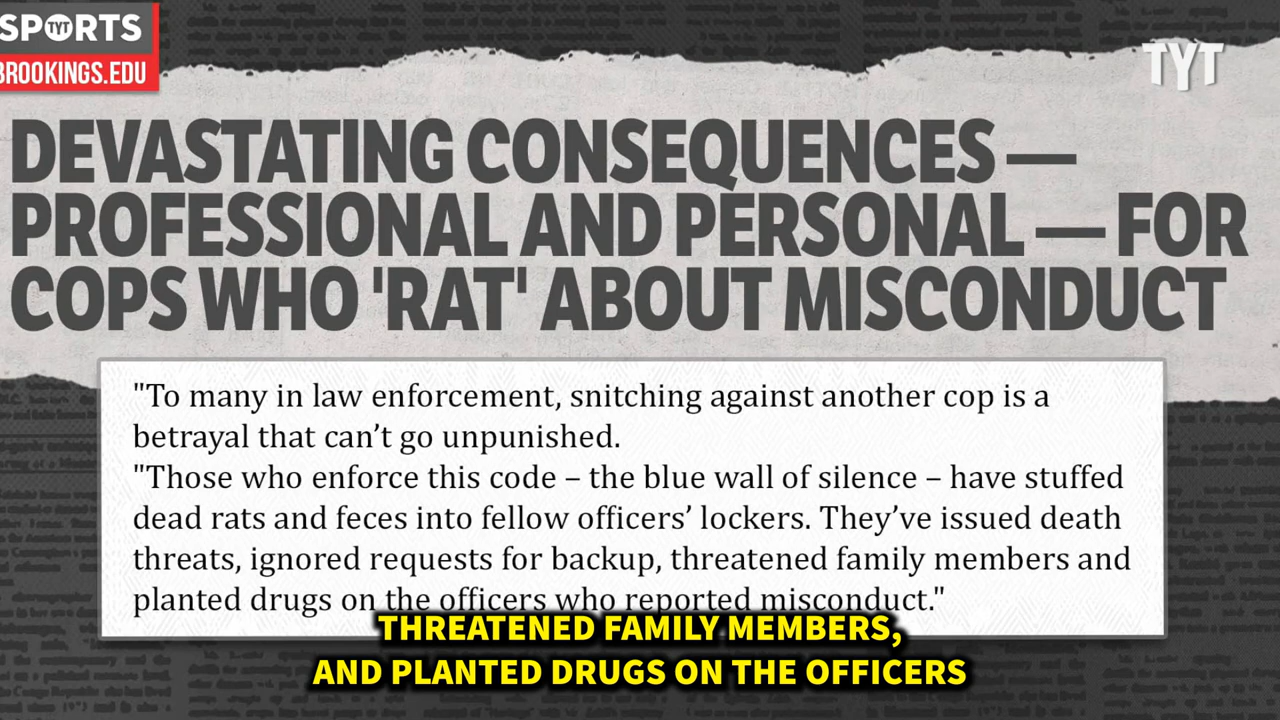 SPORTS
TYT
BROOKINGS.EDU
TYT
DEVASTATING CONSEQUENCES —
PROFESSIONAL AND PERSONAL — FOR
COPS WHO 'RAT' ABOUT MISCONDUCT
"To many in law enforcement, snitching against another cop is a
betrayal that can’t go unpunished.
"Those who enforce this code – the blue wall of silence – have stuffed
dead rats and feces into fellow officers’ lockers. They’ve issued death
threats, ignored requests for backup, threatened family members and
planted drugs on the officers who reported misconduct."
THREATENED FAMILY MEMBERS,
AND PLANTED DRUGS ON THE OFFICERS